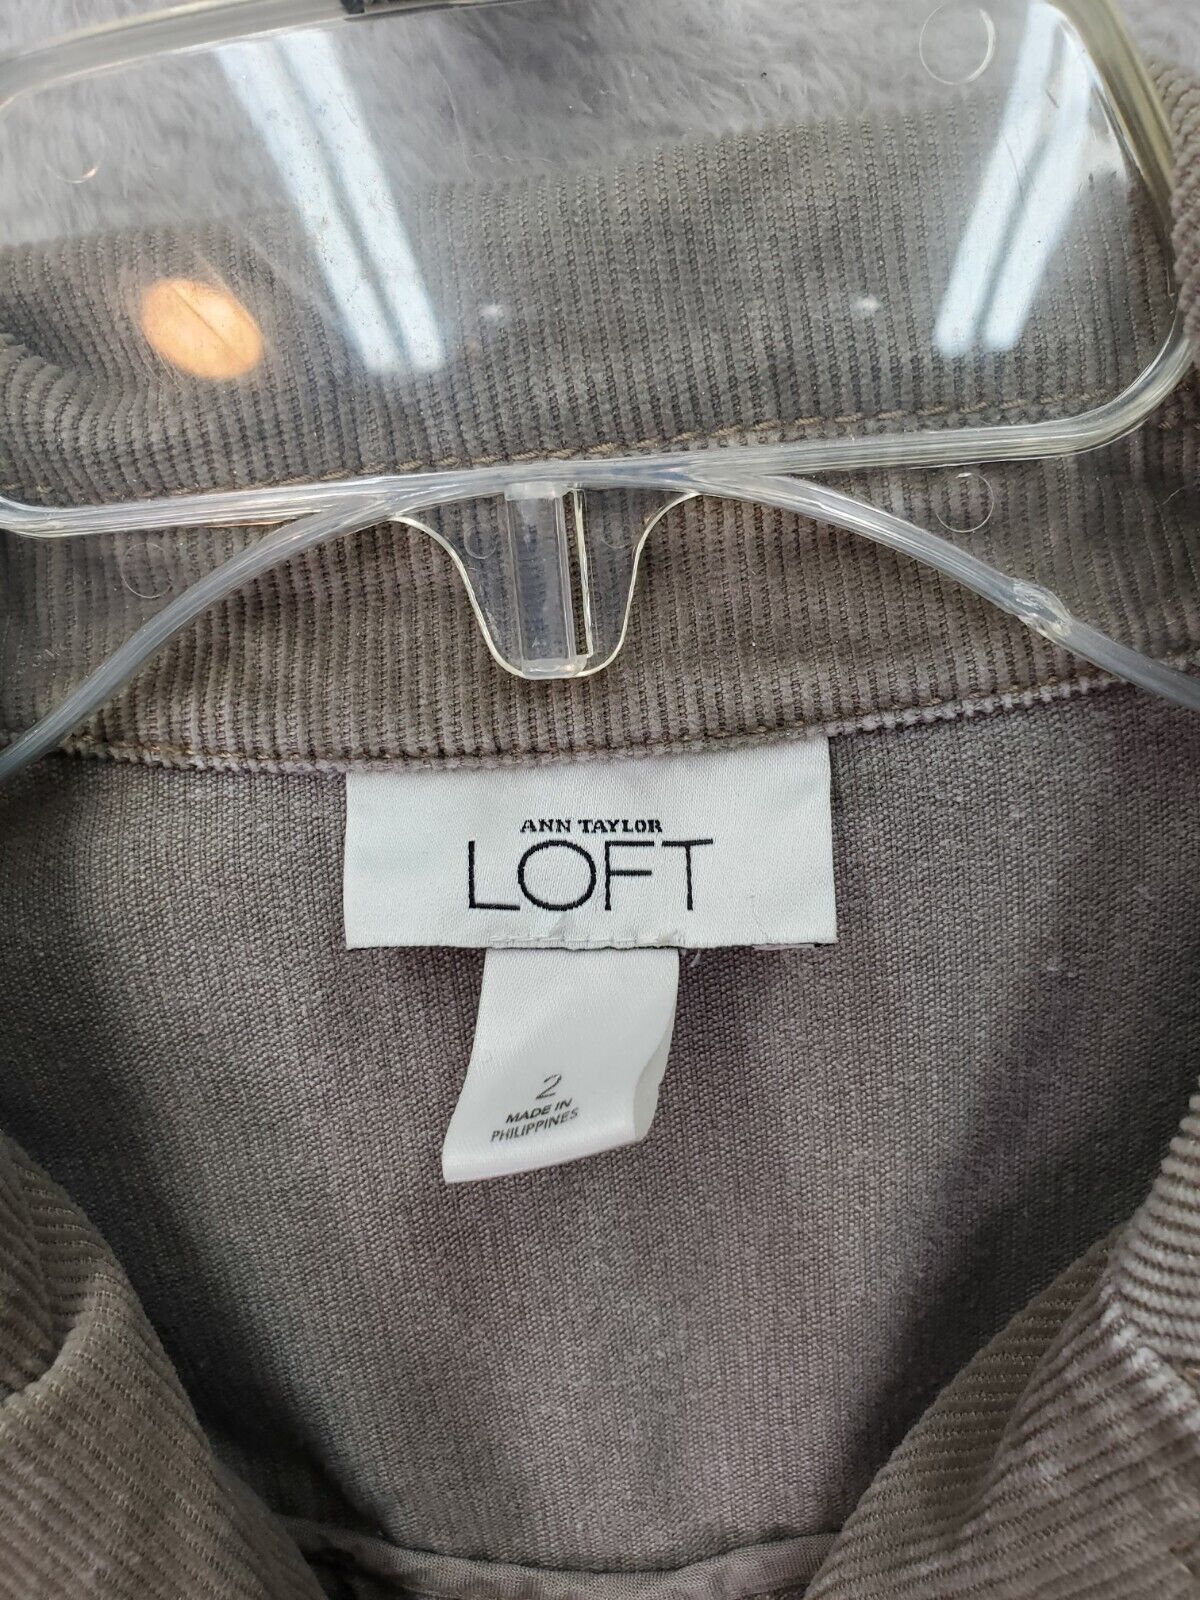 ANN TAYLOR
LOFT
2
MADE IN
PHILIPPINES